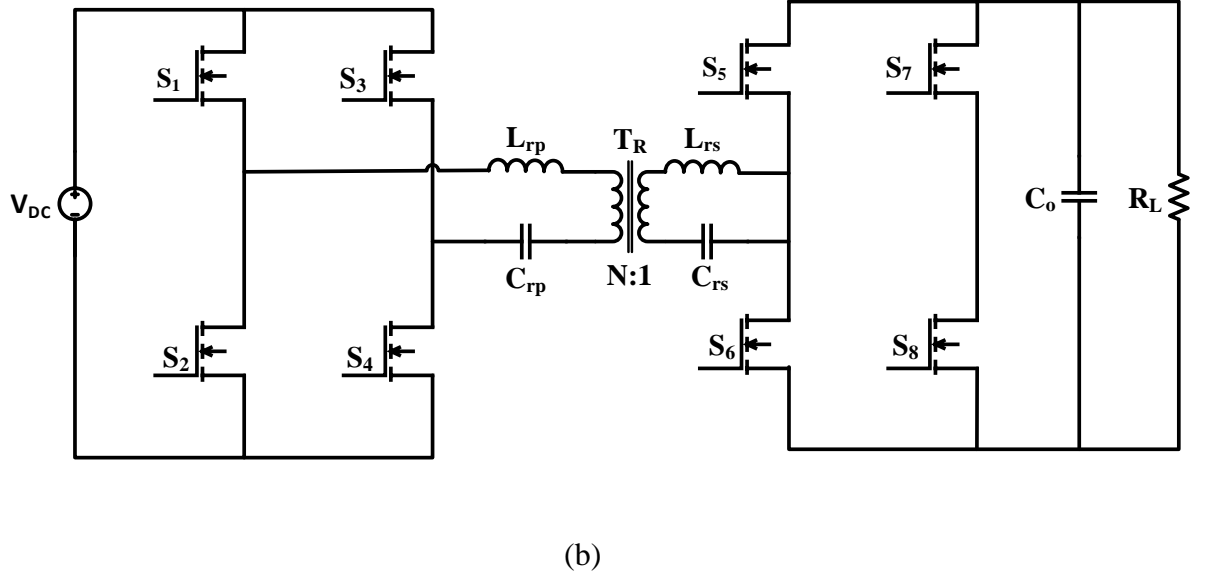 S1
S3
S5
S7
Lrp
TR
Lrs
VDC
+
-
Co
RL
Crp
N:1
Crs
S2
S4
S6
S8
(b)